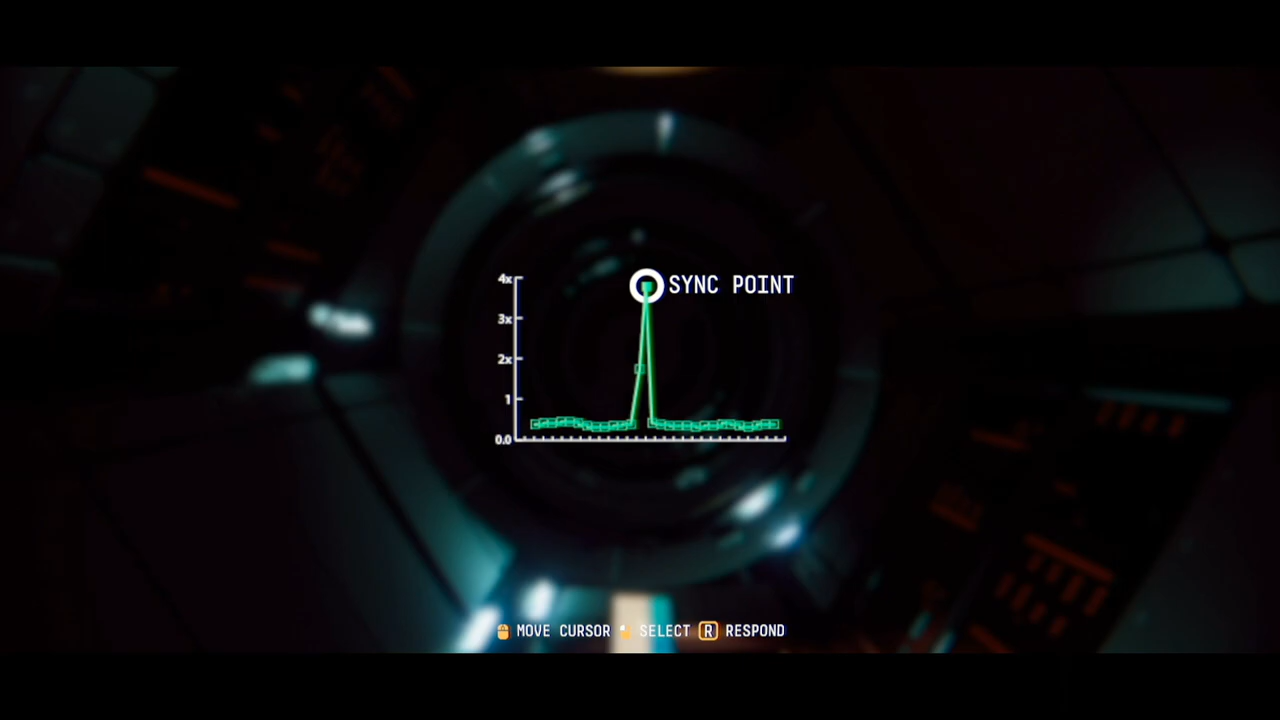 4x
SYNC POINT
3x
2x
1
0.0
MOVE CURSOR SELECT R RESPOND